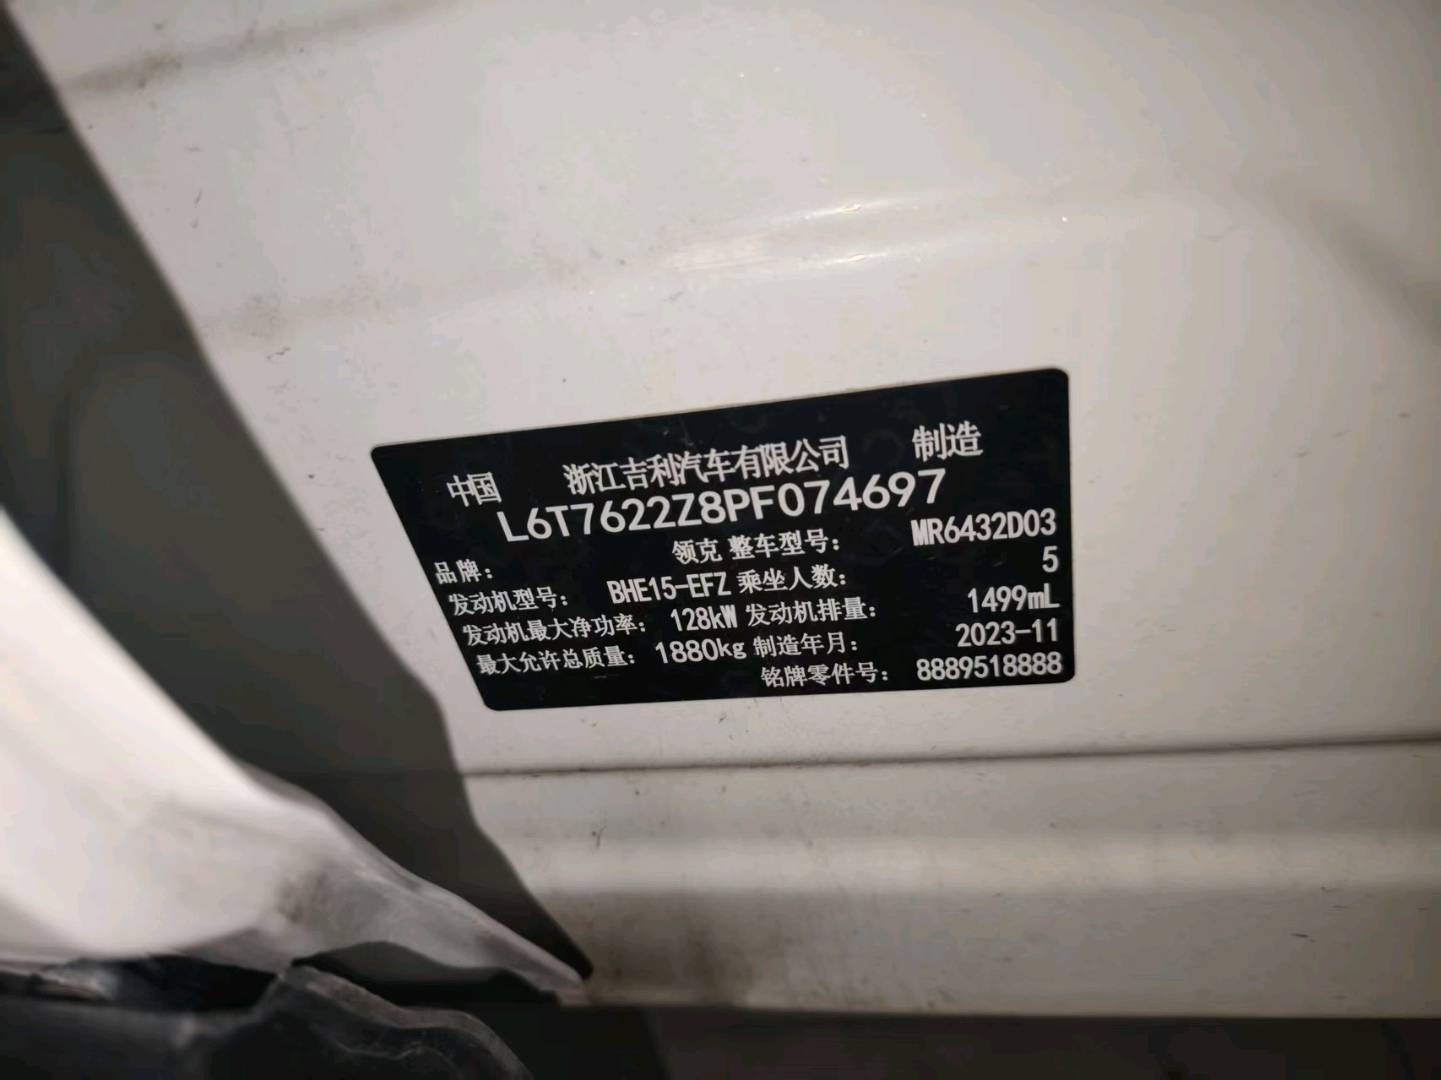 中国 浙江吉利汽车有限公司 制造
L6T7622Z8PF074697
品牌： 领克 整车型号： MR6432D03
发动机型号： BHE15-EFZ 乘坐人数： 5
发动机最大净功率： 128kW 发动机排量： 1499mL
最大允许总质量： 1880kg 制造年月： 2023-11
铭牌零件号： 8889518888